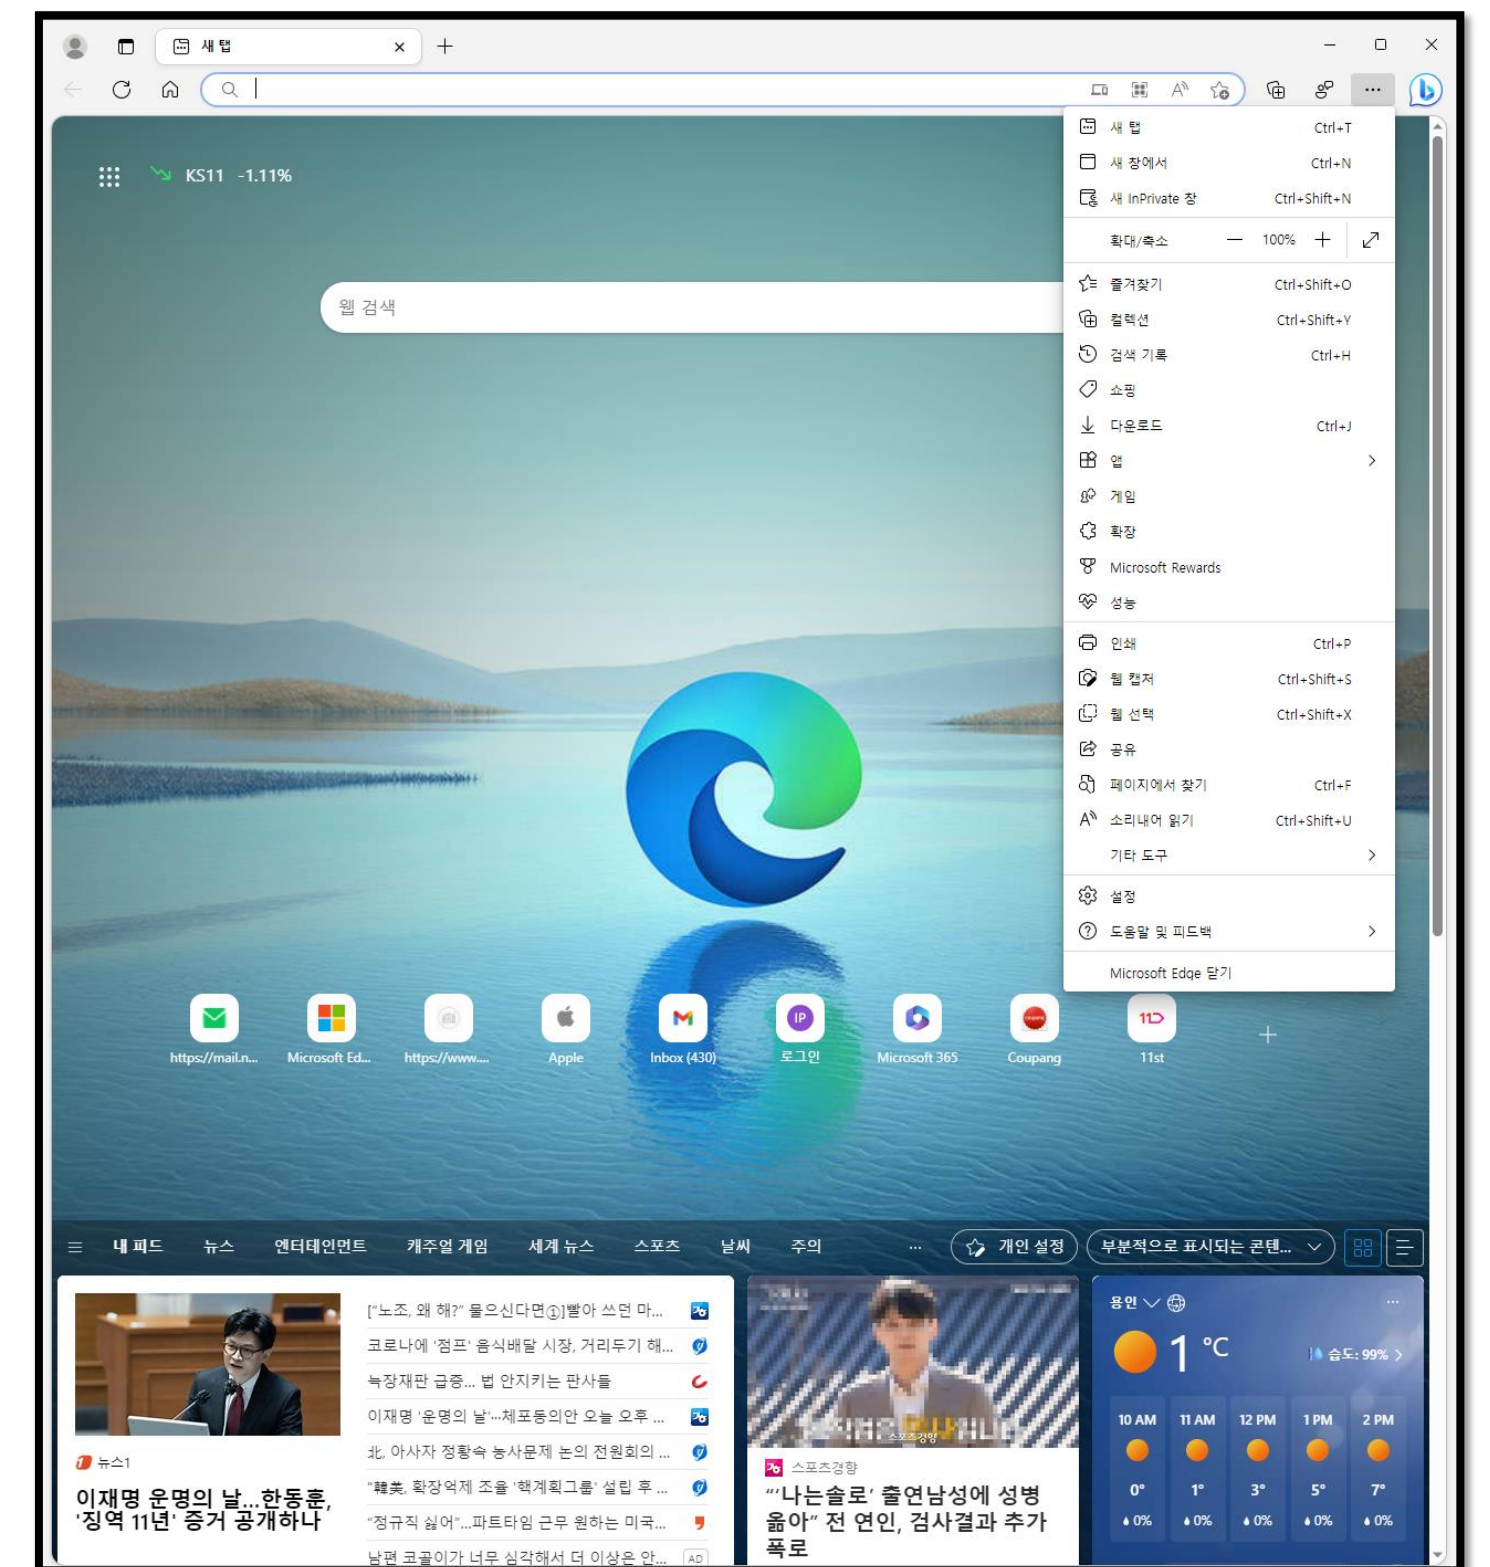 새 탭
새 탭 Ctrl+T
새 창에서 Ctrl+N
새 InPrivate 창 Ctrl+Shift+N
확대/축소 — 100% +
즐겨찾기 Ctrl+Shift+O
컬렉션 Ctrl+Shift+Y
검색 기록 Ctrl+H
쇼핑
다운로드 Ctrl+J
앱
게임
확장
Microsoft Rewards
성능
인쇄 Ctrl+P
웹 캡처 Ctrl+Shift+S
웹 선택 Ctrl+Shift+X
공유
페이지에서 찾기 Ctrl+F
소리내어 읽기 Ctrl+Shift+U
기타 도구
설정
도움말 및 피드백
Microsoft Edge 닫기
KS11 -1.11%
웹 검색
https://mail.n... Microsoft Ed... https://www.... Apple Inbox (430) 로그인 Microsoft 365 Coupang 11st
내 피드 뉴스 엔터테인먼트 캐주얼 게임 세계 뉴스 스포츠 날씨 주의 ... 개인 설정 부분적으로 표시되는 콘텐...
뉴스1
이재명 운명의 날...한동훈,
'징역 11년' 증거 공개하나
["노조, 왜 해?" 물으신다면①]빨아 쓰던 마...
코로나에 '점프' 음식배달 시장, 거리두기 해...
늑장재판 급증... 법 안지키는 판사들
이재명 '운명의 날'…체포동의안 오늘 오후 ...
北, 아사자 정황속 농사문제 논의 전원회의 ...
"韓美, 확장억제 조율 '핵계획그룹' 설립 후 ...
"정규직 싫어"...파트타임 근무 원하는 미국...
남편 코골이가 너무 심각해서 더 이상은 안... AD
스포츠경향
스포츠경향
"'나는솔로' 출연남성에 성병
옮아" 전 연인, 검사결과 추가
폭로
용인
1 °C
습도: 99%
10 AM 11 AM 12 PM 1 PM 2 PM
0° 1° 3° 5° 7°
0% 0% 0% 0% 0%